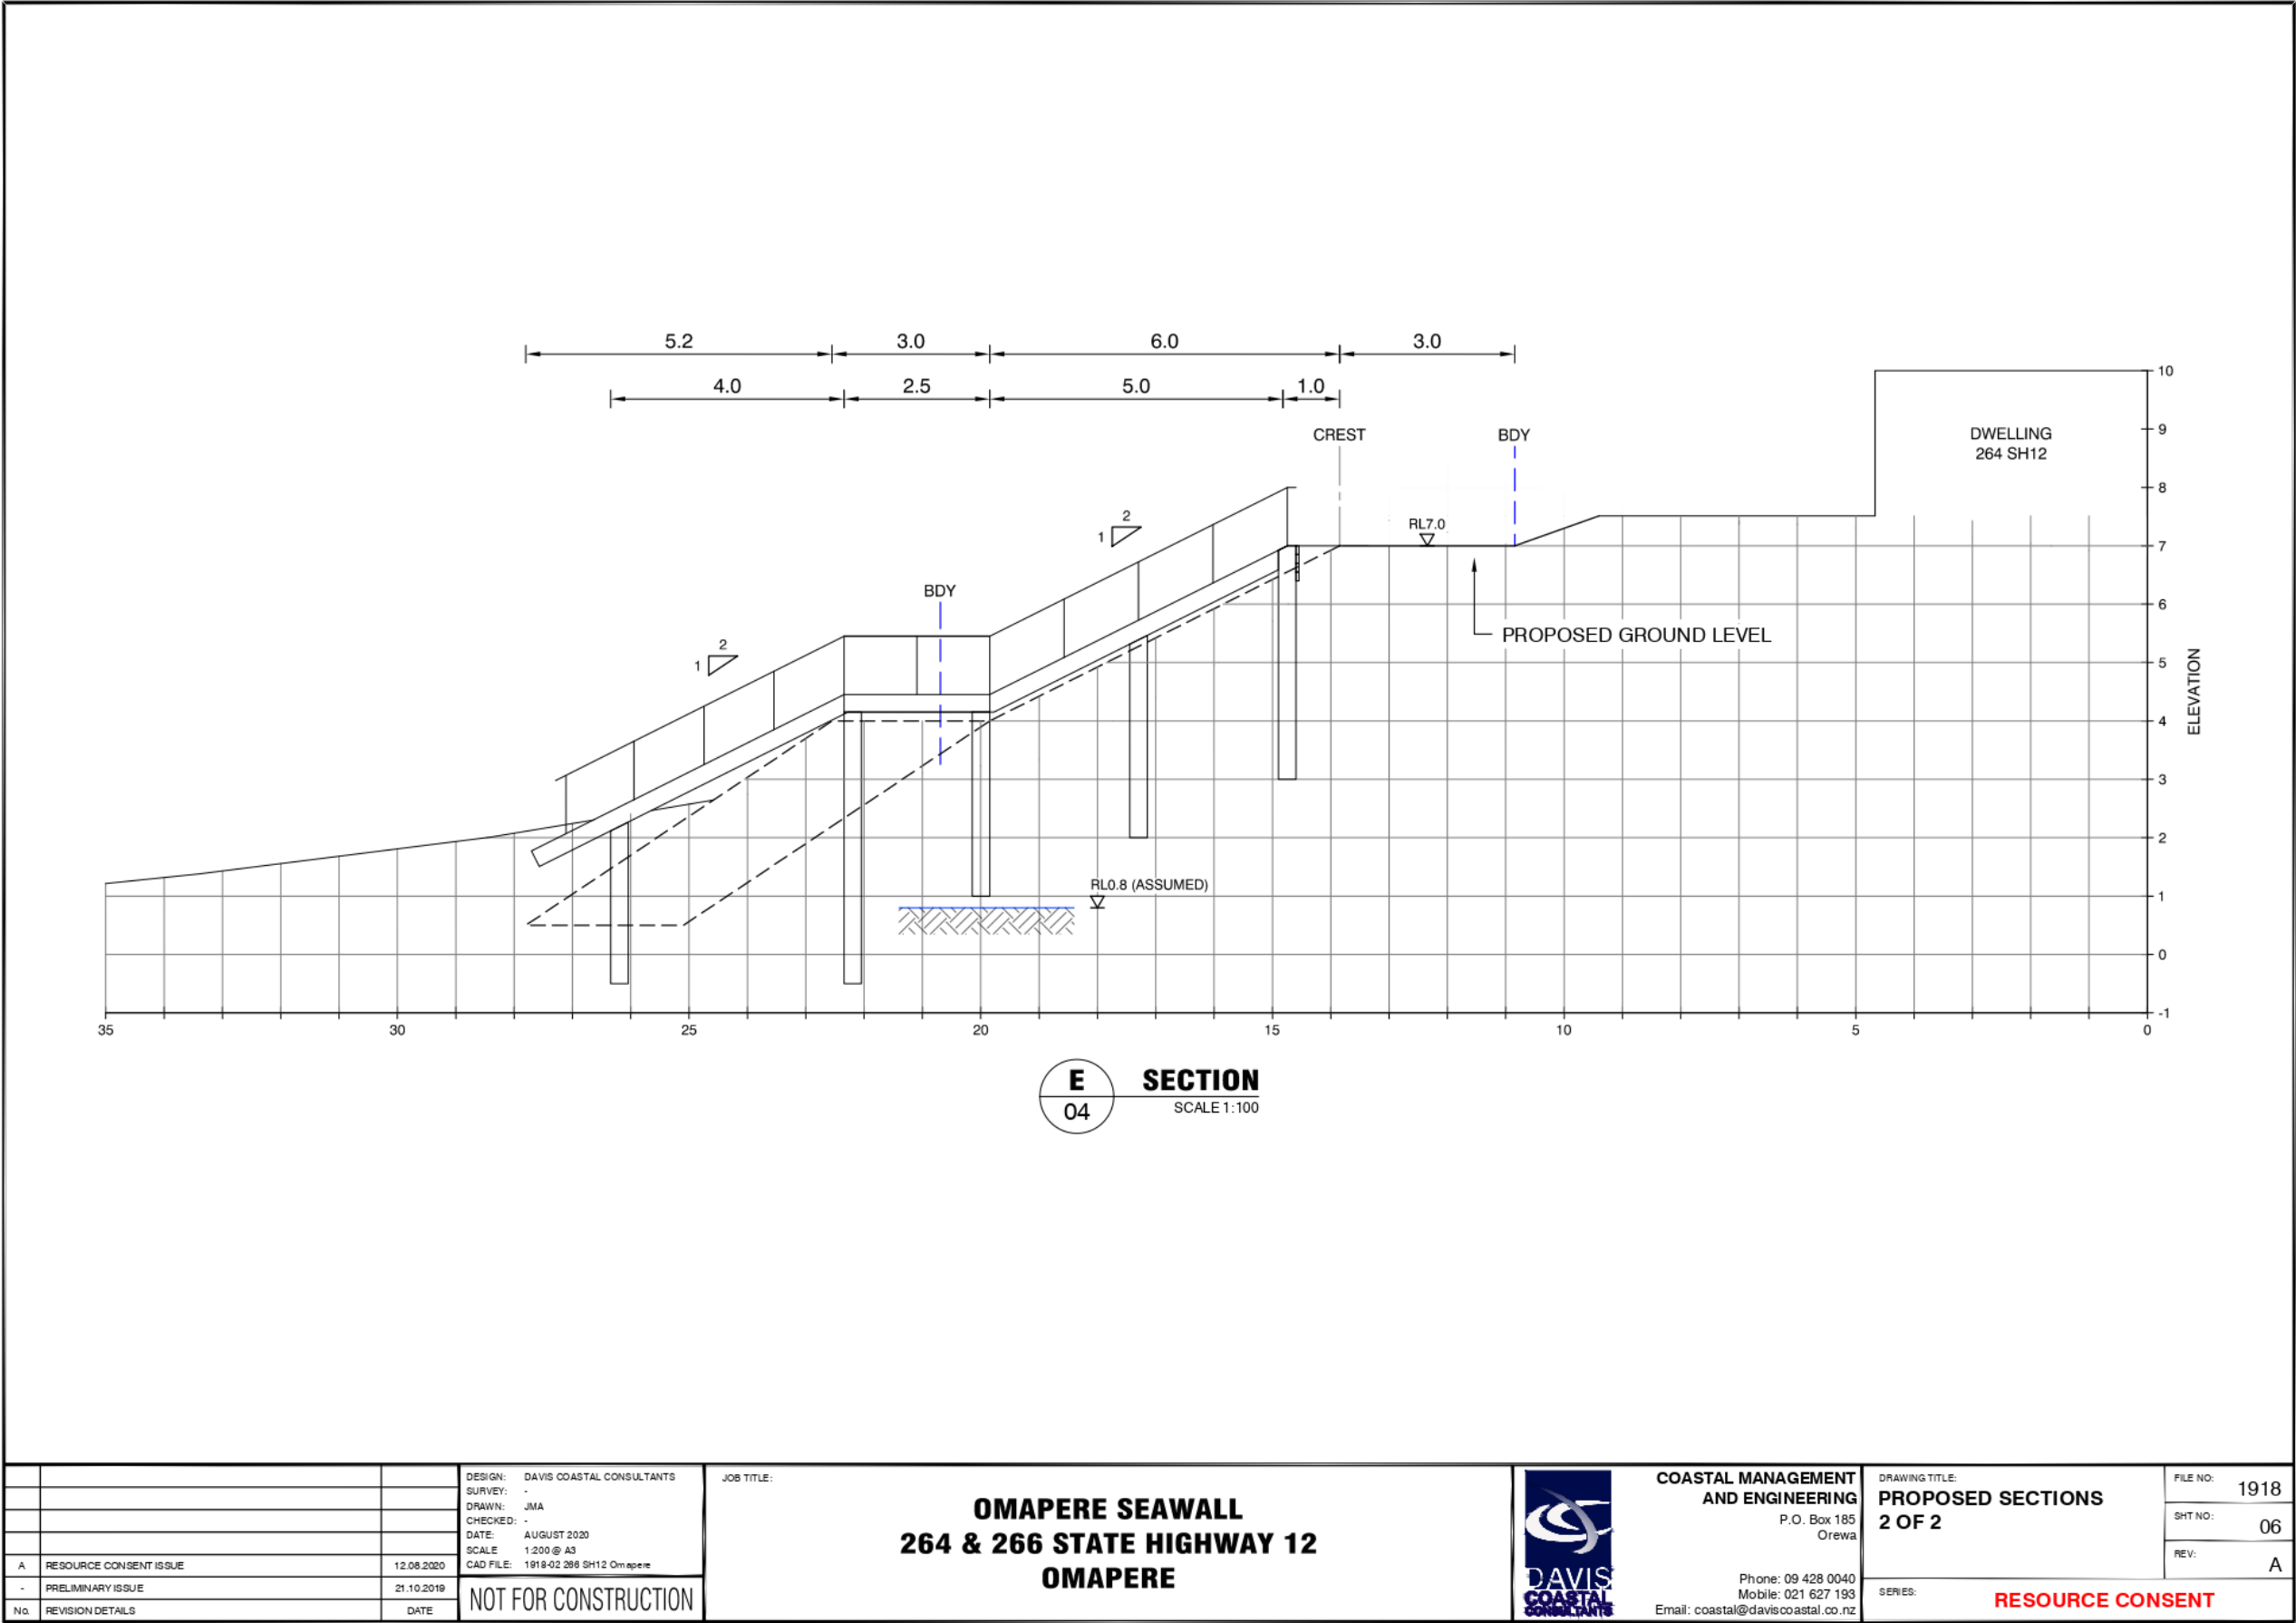 5.2 3.0 6.0 3.0
4.0 2.5 5.0 1.0
CREST BDY
DWELLING
264 SH12
10
9
8
7
6
5
4
3
2
1
0
-1
ELEVATION
2
1
RL7.0
BDY
2
1
PROPOSED GROUND LEVEL
RL0.8 (ASSUMED)
35 30 25 20 15 10 5 0
E
04
SECTION
SCALE 1:100
A RESOURCE CONSENT ISSUE 12.08.2020
- PRELIMINARY ISSUE 21.10.2019
No. REVISION DETAILS DATE
DESIGN: DAVIS COASTAL CONSULTANTS
SURVEY: -
DRAWN: JMA
CHECKED: -
DATE: AUGUST 2020
SCALE 1:200 @ A3
CAD FILE: 1918-02 266 SH12 Omapere
NOT FOR CONSTRUCTION
JOB TITLE:
OMAPERE SEAWALL
264 & 266 STATE HIGHWAY 12
OMAPERE
DAVIS
COASTAL
CONSULTANTS
COASTAL MANAGEMENT
AND ENGINEERING
P.O. Box 185
Orewa
Phone: 09 428 0040
Mobile: 021 627 193
Email: coastal@daviscoastal.co.nz
DRAWING TITLE:
PROPOSED SECTIONS
2 OF 2
SERIES:
RESOURCE CONSENT
FILE NO: 1918
SHT NO: 06
REV: A